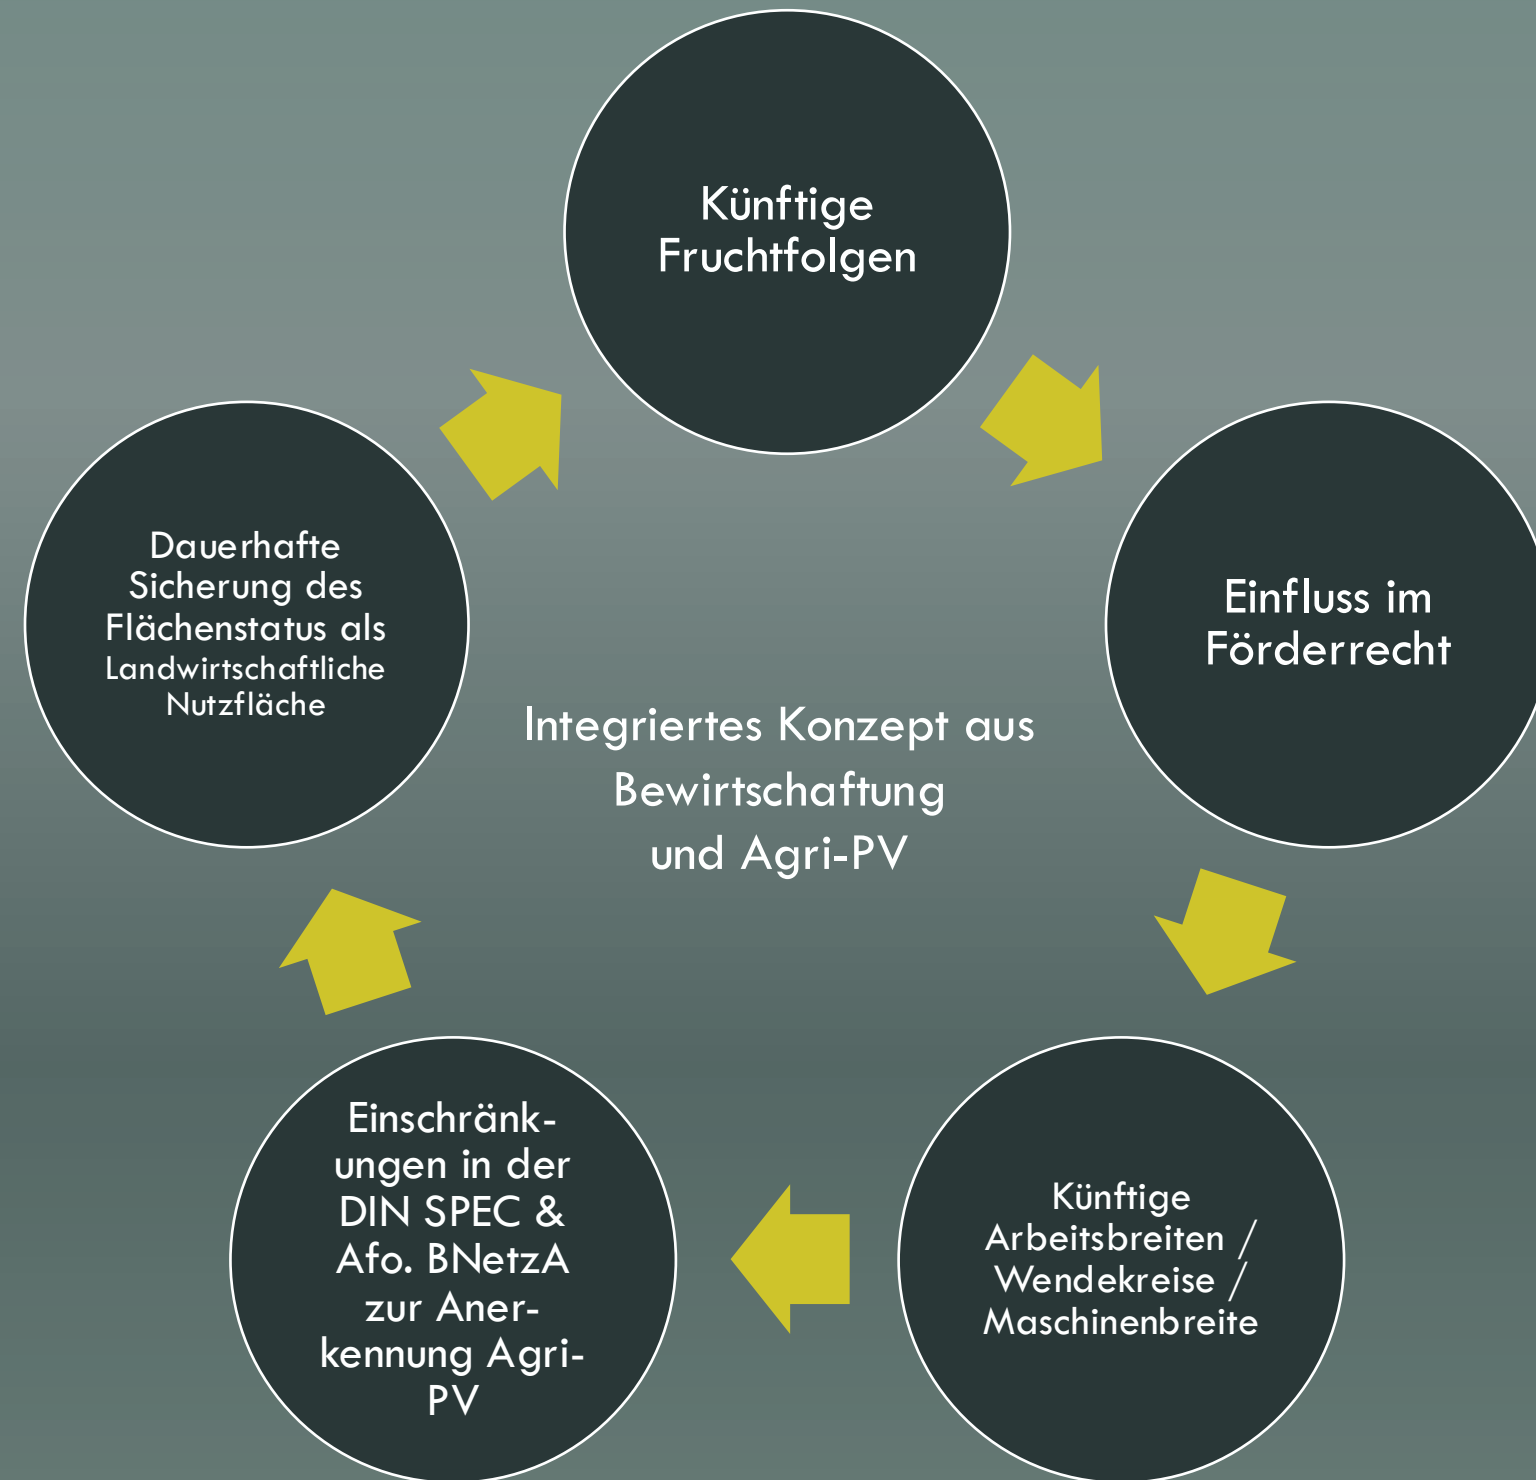 Künftige
Fruchtfolgen
Einfluss im
Förderrecht
Künftige
Arbeitsbreiten /
Wendekreise /
Maschinenbreite
Einschränk-
ungen in der
DIN SPEC &
Afo. BNetzA
zur Aner-
kennung Agri-
PV
Dauerhafte
Sicherung des
Flächenstatus als
Landwirtschaftliche
Nutzfläche
Integriertes Konzept aus
Bewirtschaftung
und Agri-PV